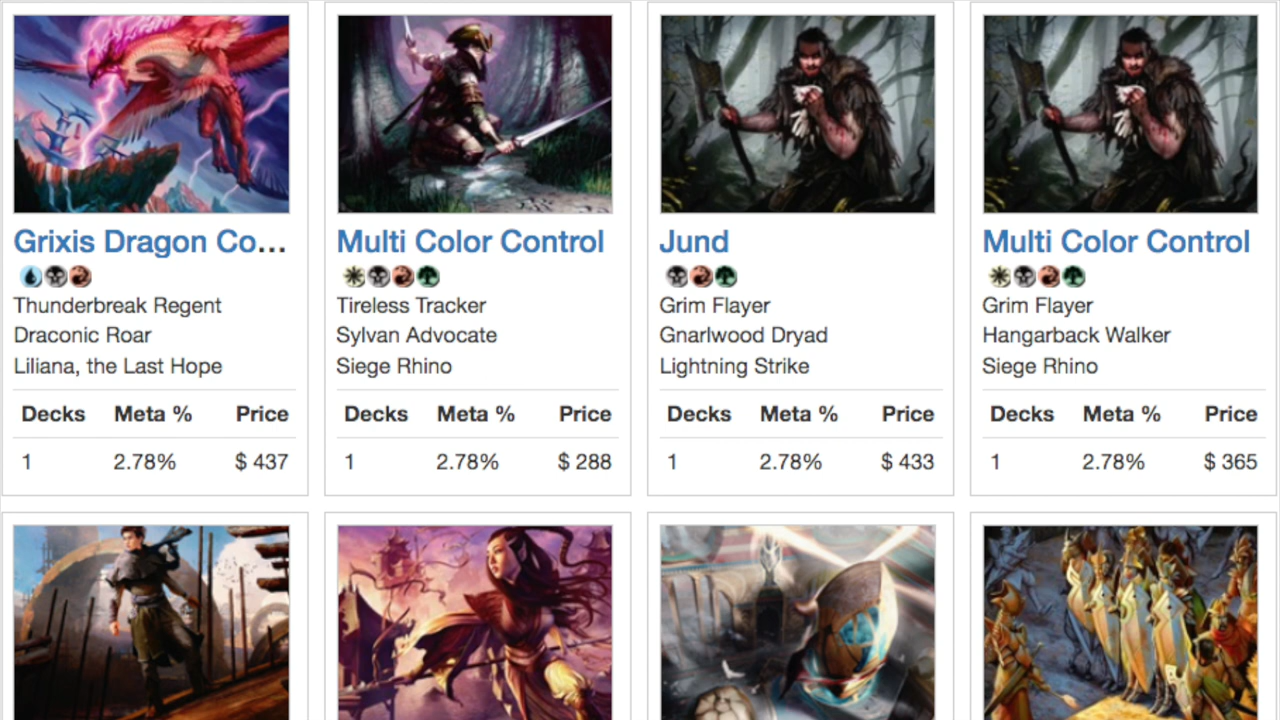 Grixis Dragon Co...
Thunderbreak Regent
Draconic Roar
Liliana, the Last Hope
Decks Meta % Price
1 2.78% $ 437
Multi Color Control
Tireless Tracker
Sylvan Advocate
Siege Rhino
Decks Meta % Price
1 2.78% $ 288
Jund
Grim Flayer
Gnarlwood Dryad
Lightning Strike
Decks Meta % Price
1 2.78% $ 433
Multi Color Control
Grim Flayer
Hangarback Walker
Siege Rhino
Decks Meta % Price
1 2.78% $ 365